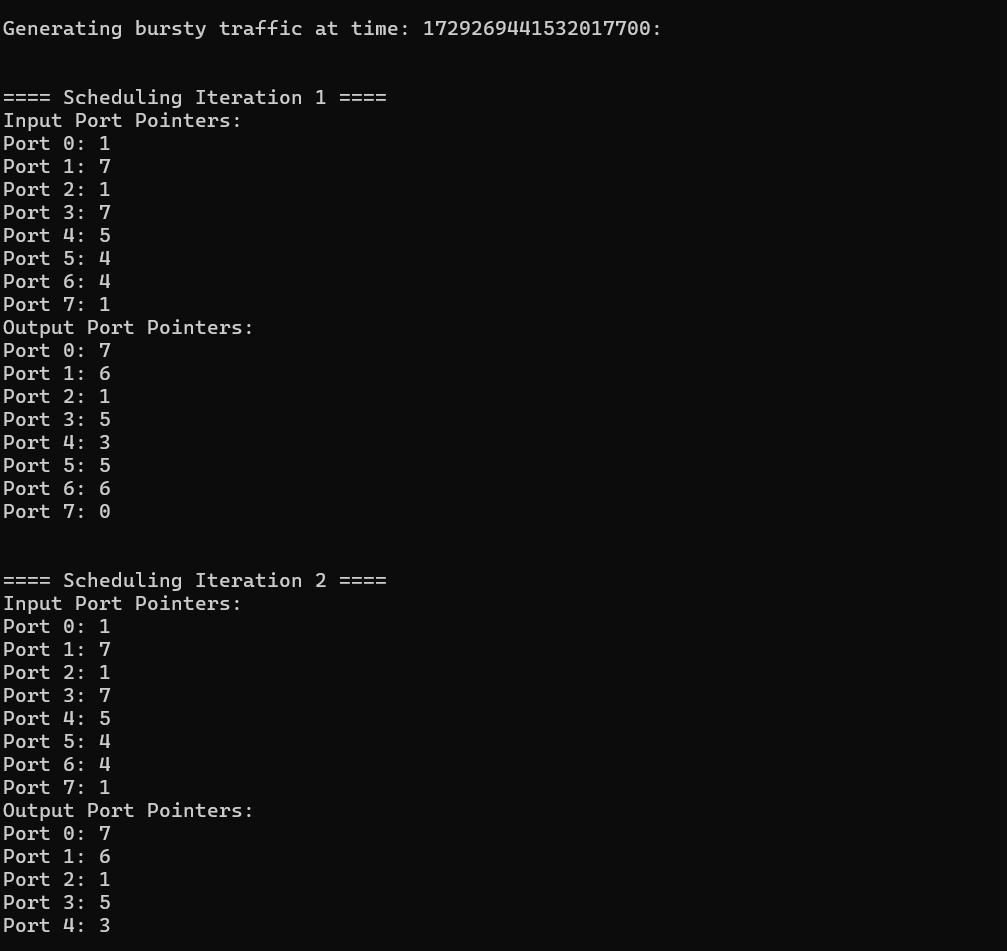 Generating bursty traffic at time: 1729269441532017700:
==== Scheduling Iteration 1 ====
Input Port Pointers:
Port 0: 1
Port 1: 7
Port 2: 1
Port 3: 7
Port 4: 5
Port 5: 4
Port 6: 4
Port 7: 1
Output Port Pointers:
Port 0: 7
Port 1: 6
Port 2: 1
Port 3: 5
Port 4: 3
Port 5: 5
Port 6: 6
Port 7: 0
==== Scheduling Iteration 2 ====
Input Port Pointers:
Port 0: 1
Port 1: 7
Port 2: 1
Port 3: 7
Port 4: 5
Port 5: 4
Port 6: 4
Port 7: 1
Output Port Pointers:
Port 0: 7
Port 1: 6
Port 2: 1
Port 3: 5
Port 4: 3